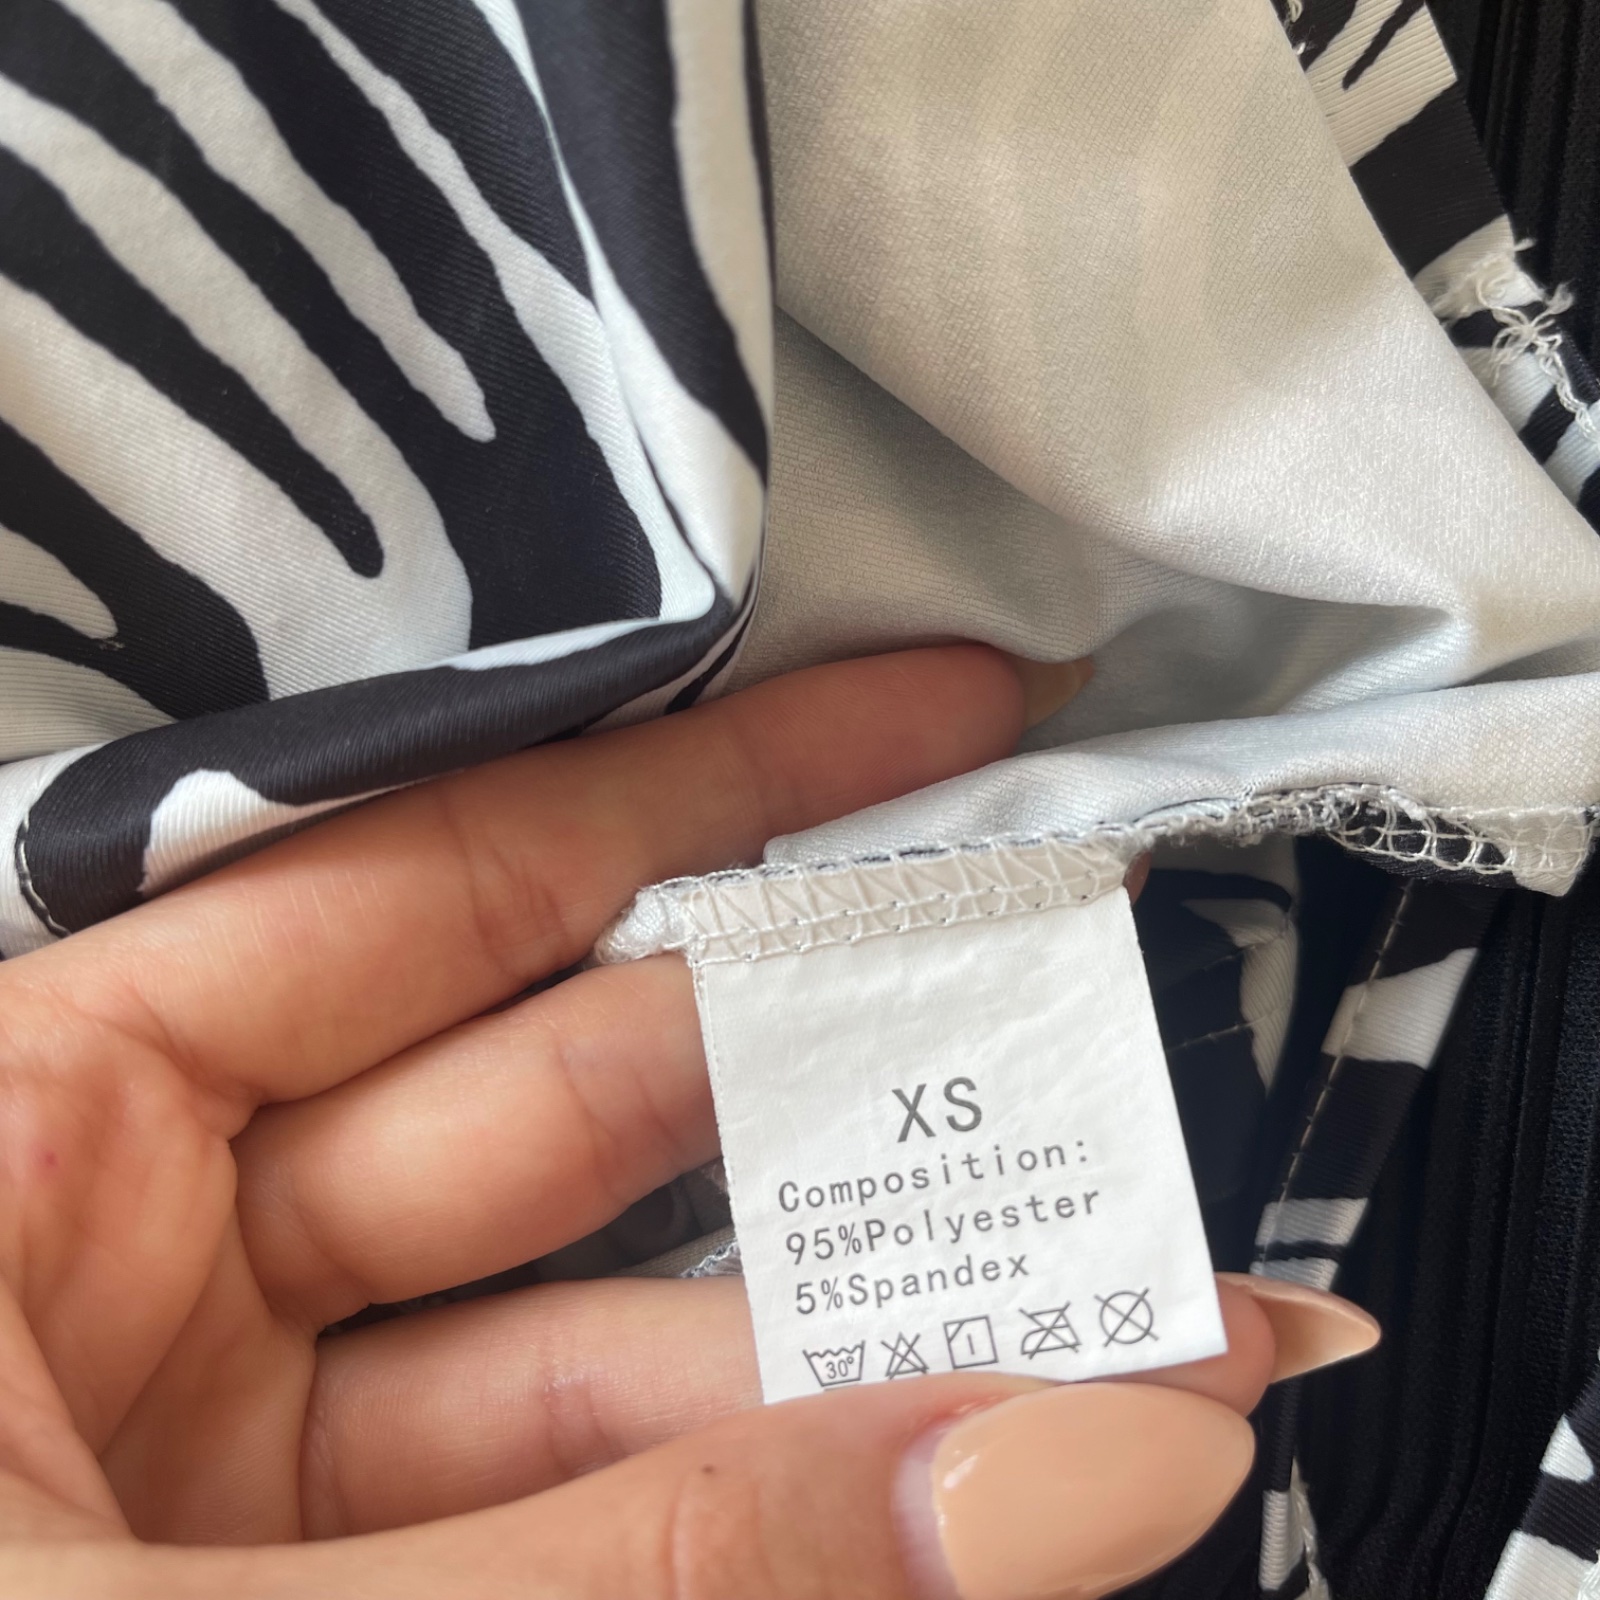 XS
Composition:
95%Polyester
5%Spandex
30°